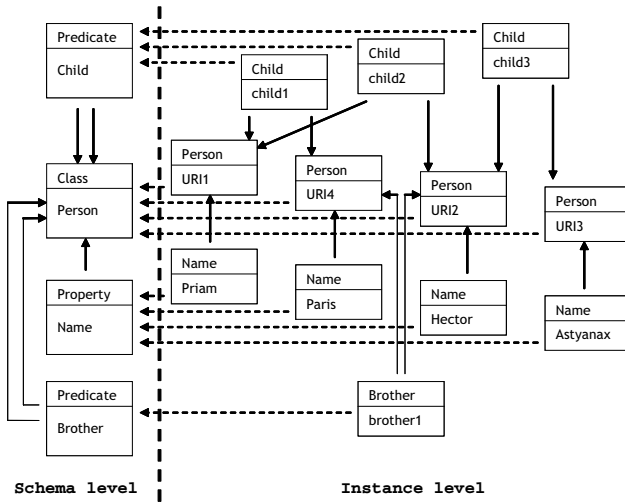 Predicate
Child
Child
child1
Child
child2
Child
child3
Class
Person
Person
URI1
Person
URI4
Person
URI2
Person
URI3
Property
Name
Name
Priam
Name
Paris
Name
Hector
Name
Astyanax
Predicate
Brother
Brother
brother1
Schema level
Instance level